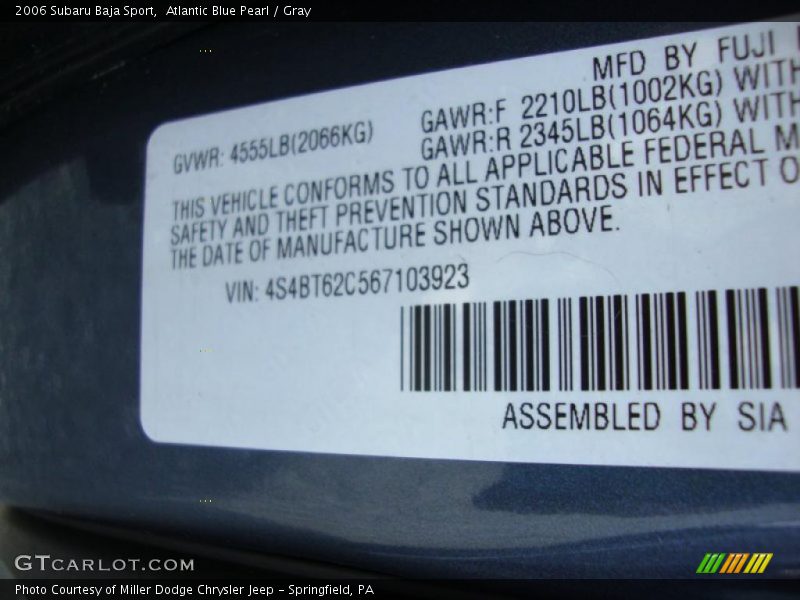 2006 Subaru Baja Sport,  Atlantic Blue Pearl / Gray
MFD BY FUJI
GVWR: 4555LB(2066KG)
GAWR:F 2210LB(1002KG) WITH
GAWR:R 2345LB(1064KG) WITH
THIS VEHICLE CONFORMS TO ALL APPLICABLE FEDERAL M
SAFETY AND THEFT PREVENTION STANDARDS IN EFFECT O
THE DATE OF MANUFACTURE SHOWN ABOVE.
VIN: 4S4BT62C567103923
ASSEMBLED BY SIA
GTCARLOT.COM
Photo Courtesy of Miller Dodge Chrysler Jeep – Springfield, PA